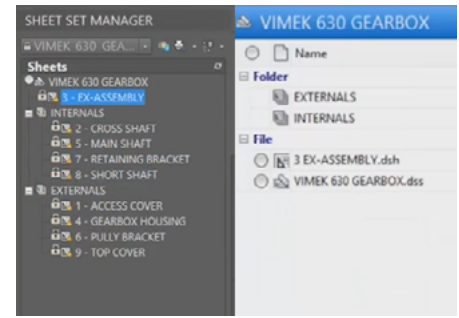 SHEET SET MANAGER
VIMEK 630 GEA...
Sheets
VIMEK 630 GEARBOX
3 - EX-ASSEMBLY
INTERNALS
2 - CROSS SHAFT
5 - MAIN SHAFT
7 - RETAINING BRACKET
8 - SHORT SHAFT
EXTERNALS
1 - ACCESS COVER
4 - GEARBOX HOUSING
6 - PULLY BRACKET
9 - TOP COVER
VIMEK 630 GEARBOX
Name
Folder
EXTERNALS
INTERNALS
File
3 EX-ASSEMBLY.dsh
VIMEK 630 GEARBOX.dss